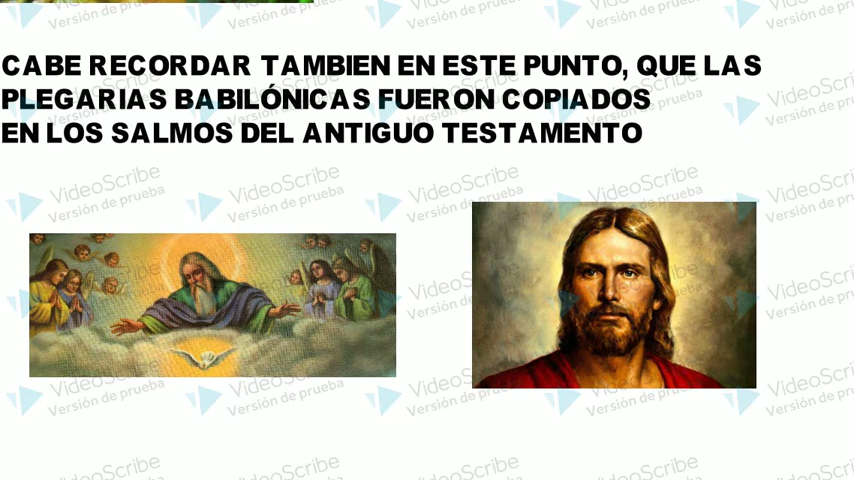 CABE RECORDAR TAMBIEN EN ESTE PUNTO, QUE LAS
PLEGARIAS BABILÓNICAS FUERON COPIADOS
EN LOS SALMOS DEL ANTIGUO TESTAMENTO
VideoScribe
Versión de prueba